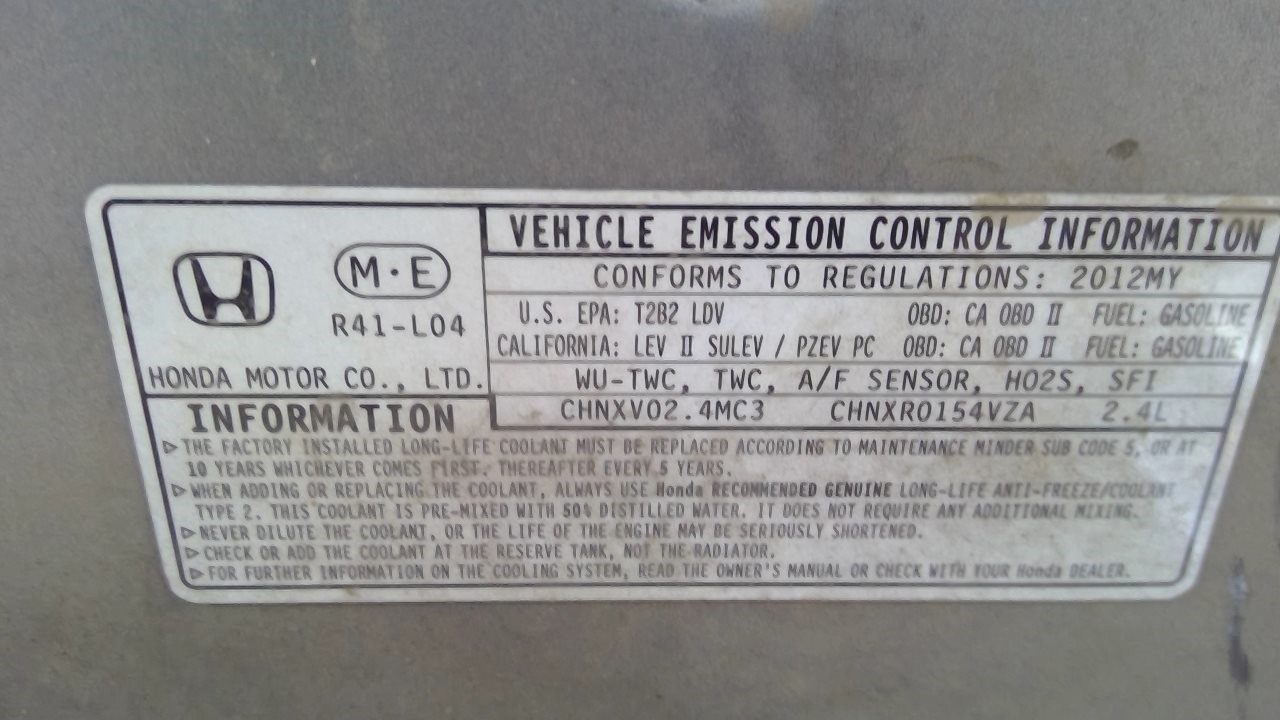 M·E
R41-L04
HONDA MOTOR CO., LTD.
VEHICLE EMISSION CONTROL INFORMATION
CONFORMS TO REGULATIONS: 2012MY
U.S. EPA: T2B2 LDV OBD: CA OBD II FUEL: GASOLINE
CALIFORNIA: LEV II SULEV / PZEV PC OBD: CA OBD II FUEL: GASOLINE
WU-TWC, TWC, A/F SENSOR, HO2S, SFI
CHNXV02.4MC3 CHNXR0154VZA 2.4L
INFORMATION
▷ THE FACTORY INSTALLED LONG-LIFE COOLANT MUST BE REPLACED ACCORDING TO MAINTENANCE MINDER SUB CODE 5, OR AT
10 YEARS WHICHEVER COMES FIRST. THEREAFTER EVERY 5 YEARS.
▷ WHEN ADDING OR REPLACING THE COOLANT, ALWAYS USE Honda RECOMMENDED GENUINE LONG-LIFE ANTI-FREEZE/COOLANT
TYPE 2. THIS COOLANT IS PRE-MIXED WITH 50% DISTILLED WATER. IT DOES NOT REQUIRE ANY ADDITIONAL MIXING.
▷ NEVER DILUTE THE COOLANT, OR THE LIFE OF THE ENGINE MAY BE SERIOUSLY SHORTENED.
▷ CHECK OR ADD THE COOLANT AT THE RESERVE TANK, NOT THE RADIATOR.
▷ FOR FURTHER INFORMATION ON THE COOLING SYSTEM, READ THE OWNER'S MANUAL OR CHECK WITH YOUR Honda DEALER.